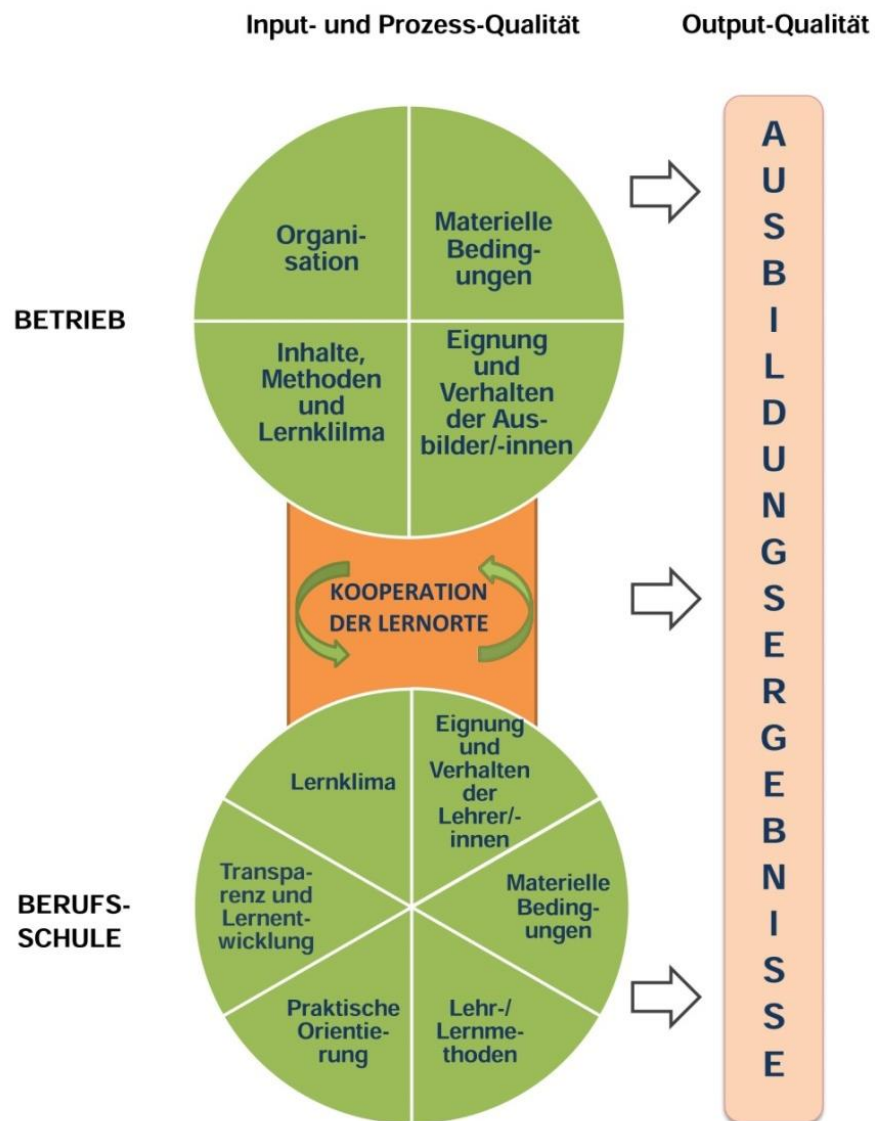 Input- und Prozess-Qualität
Output-Qualität
BETRIEB
Organi-
sation
Materielle
Beding-
ungen
Inhalte,
Methoden
und
Lernklilma
Eignung
und
Verhalten
der Aus-
bilder/-innen
KOOPERATION
DER LERNORTE
BERUFS-
SCHULE
Lernklima
Eignung
und
Verhalten
der
Lehrer/-
innen
Transpa-
renz und
Lernent-
wicklung
Materielle
Beding-
ungen
Praktische
Orientie-
rung
Lehr-/
Lernme-
thoden
A
U
S
B
I
L
D
U
N
G
S
E
R
G
E
B
N
I
S
S
E